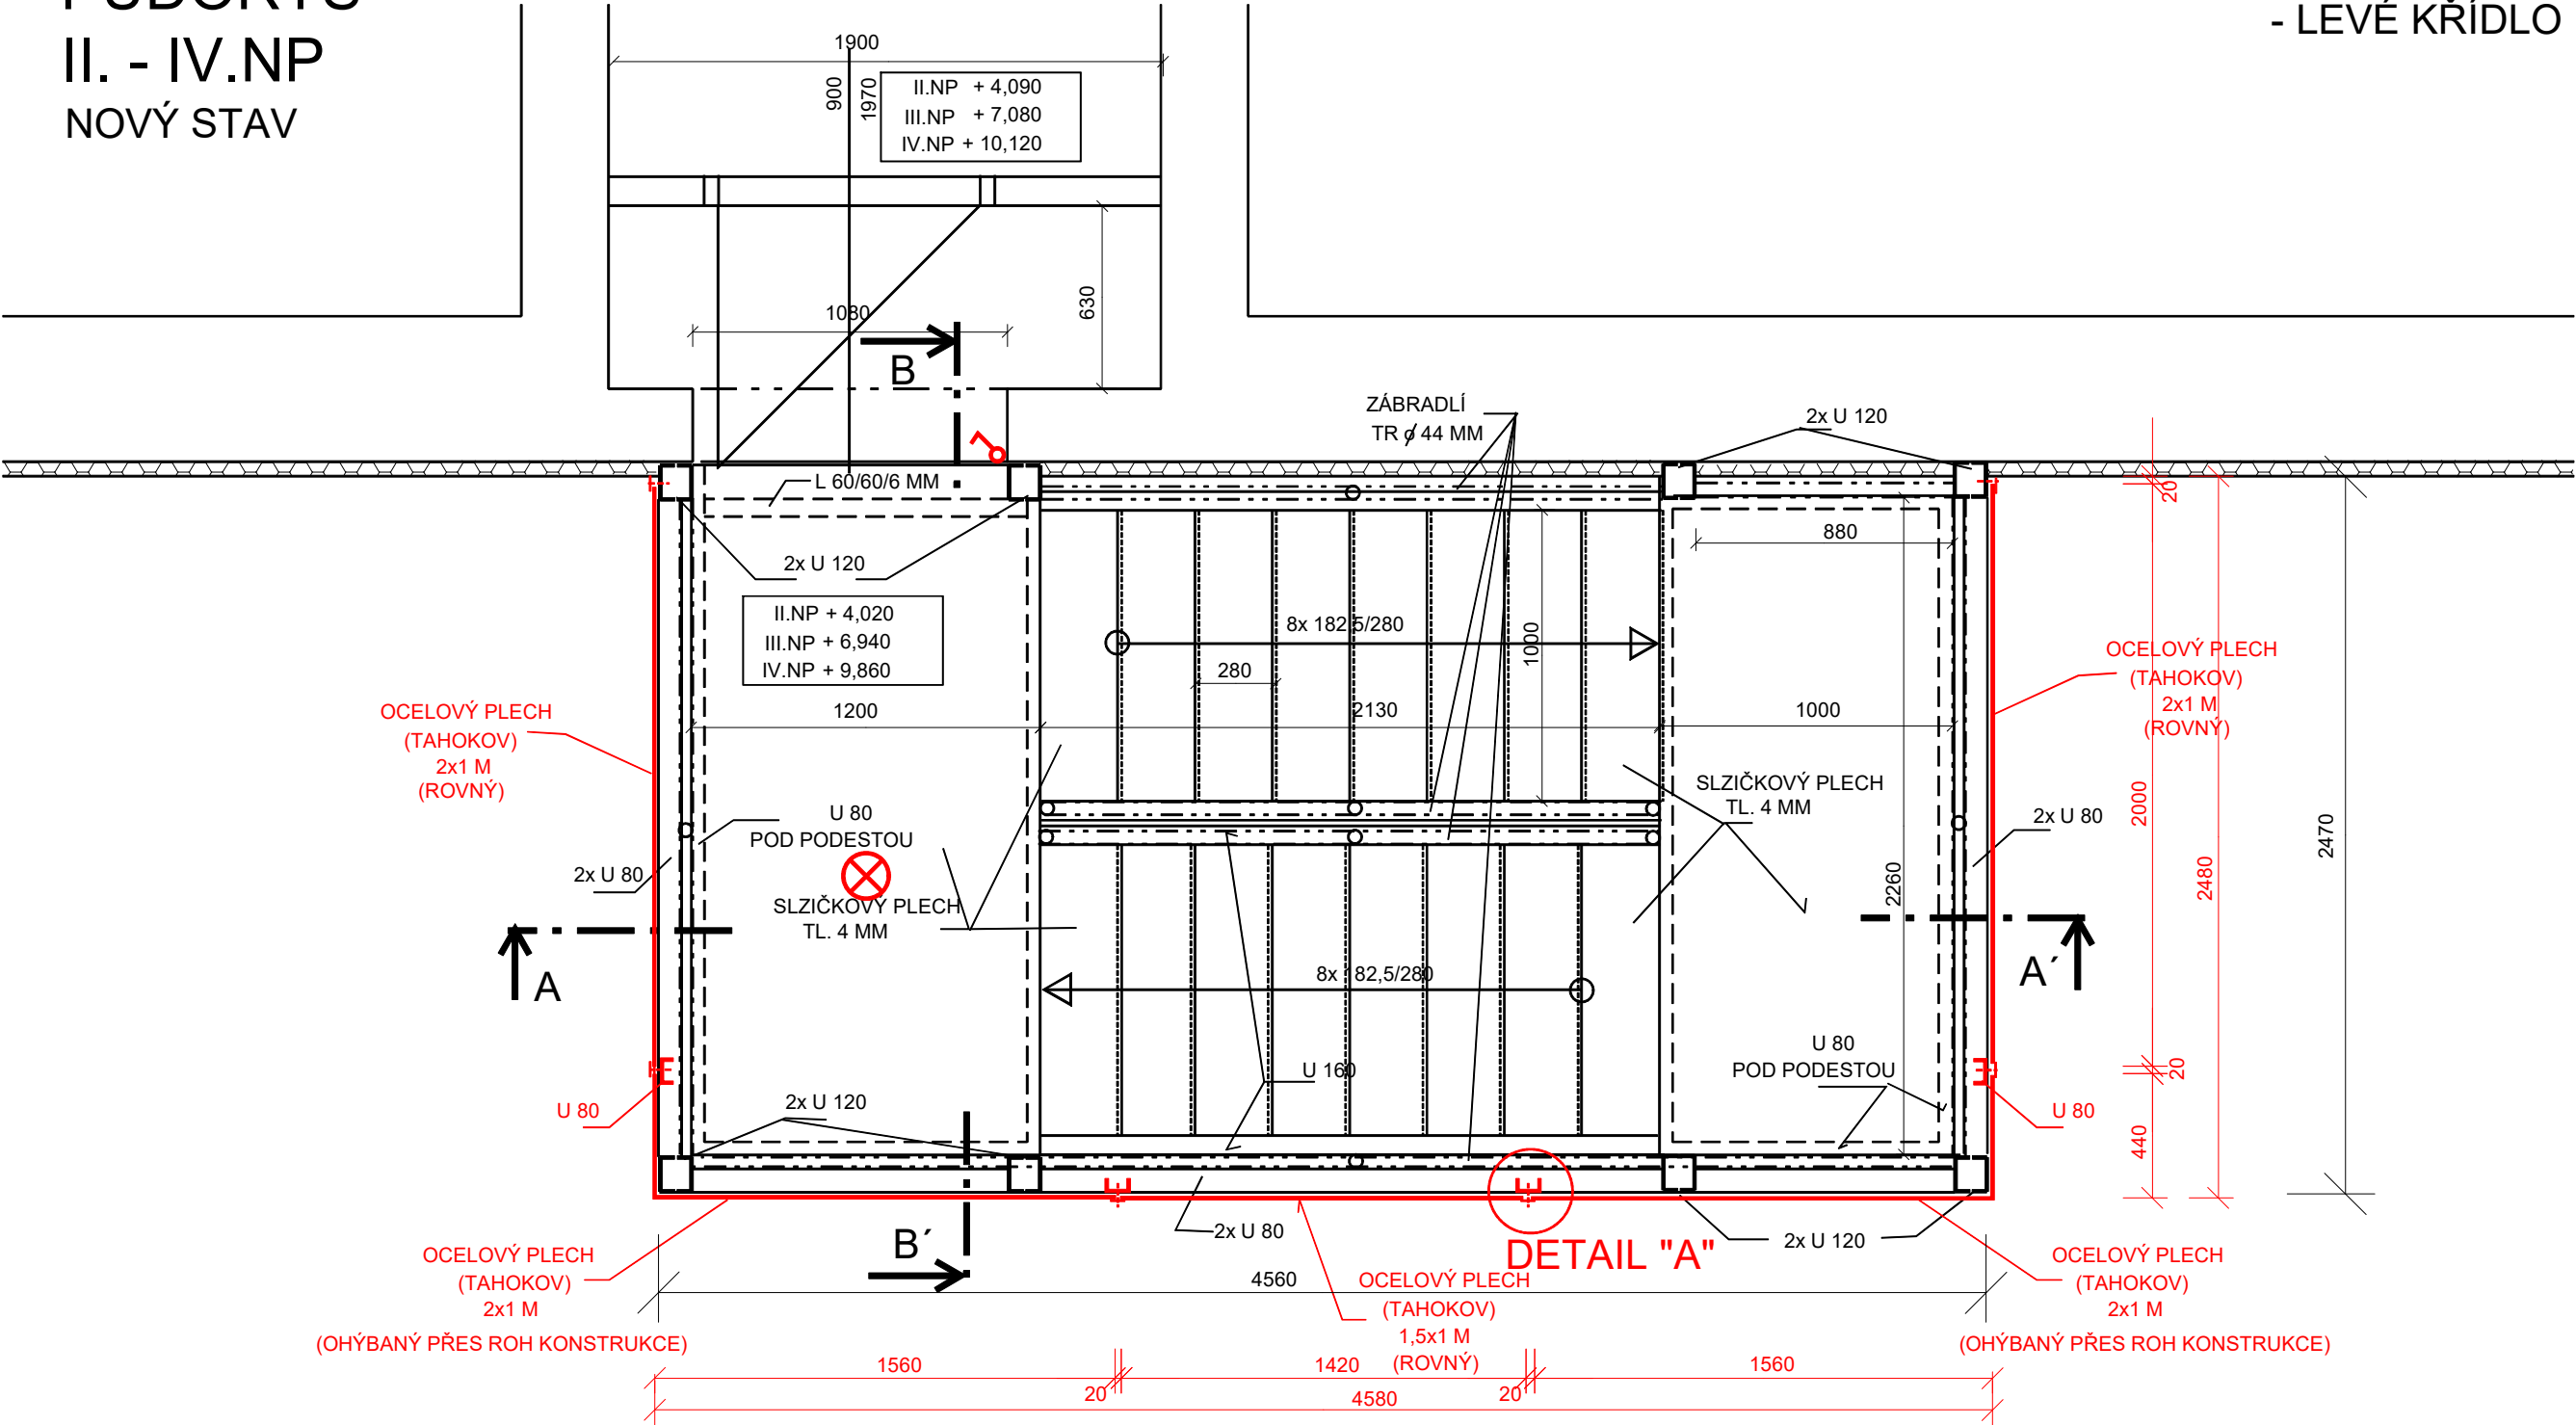 PŮDORYS
II. - IV.NP
NOVÝ STAV
- LEVÉ KŘÍDLO
1900
900
1970
II.NP + 4,090
III.NP + 7,080
IV.NP + 10,120
630
1080
B
ZÁBRADLÍ
TR ø 44 MM
2x U 120
L 60/60/6 MM
20
880
2x U 120
II.NP + 4,020
III.NP + 6,940
IV.NP + 9,860
8x 182,5/280
1000
280
OCELOVÝ PLECH
(TAHOKOV)
2x1 M
(ROVNÝ)
1200
2130
1000
OCELOVÝ PLECH
(TAHOKOV)
2x1 M
(ROVNÝ)
SLZIČKOVÝ PLECH
TL. 4 MM
U 80
POD PODESTOU
2x U 80
2000
2470
2x U 80
2260
2480
SLZIČKOVÝ PLECH
TL. 4 MM
A
8x 182,5/280
A´
U 160
U 80
POD PODESTOU
20
U 80
2x U 120
U 80
440
B´
2x U 80
DETAIL "A"
2x U 120
OCELOVÝ PLECH
(TAHOKOV)
2x1 M
(OHÝBANÝ PŘES ROH KONSTRUKCE)
4560
OCELOVÝ PLECH
(TAHOKOV)
1,5x1 M
(ROVNÝ)
OCELOVÝ PLECH
(TAHOKOV)
2x1 M
(OHÝBANÝ PŘES ROH KONSTRUKCE)
1560
1420
1560
20
20
4580